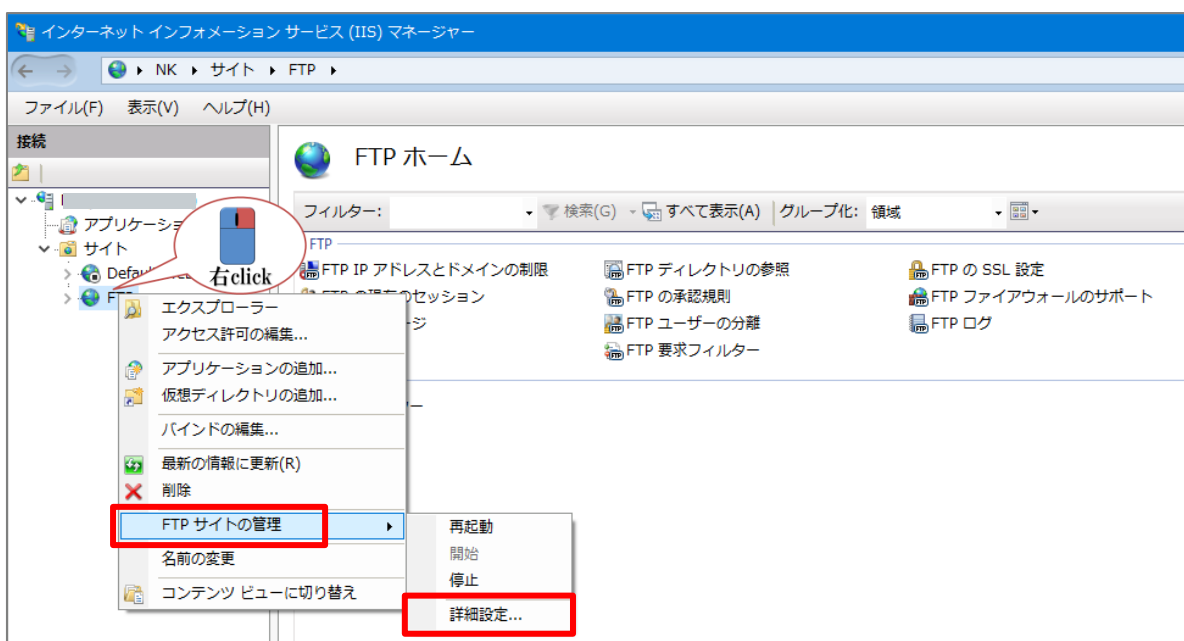 インターネット インフォメーション サービス (IIS) マネージャー
NK サイト FTP
ファイル(F) 表示(V) ヘルプ(H)
接続
FTP ホーム
フィルター: 検索(G) すべて表示(A) グループ化: 領域
アプリケーショ
サイト
右click
FTP
FTP IP アドレスとドメインの制限 FTP ディレクトリの参照 FTP の SSL 設定
FTP の現在のセッション FTP の承認規則 FTP ファイアウォールのサポート
ージ FTP ユーザーの分離 FTP ログ
FTP 要求フィルター
エクスプローラー
アクセス許可の編集...
アプリケーションの追加...
仮想ディレクトリの追加...
バインドの編集...
最新の情報に更新(R)
削除
FTP サイトの管理
名前の変更
コンテンツ ビューに切り替え
再起動
開始
停止
詳細設定...